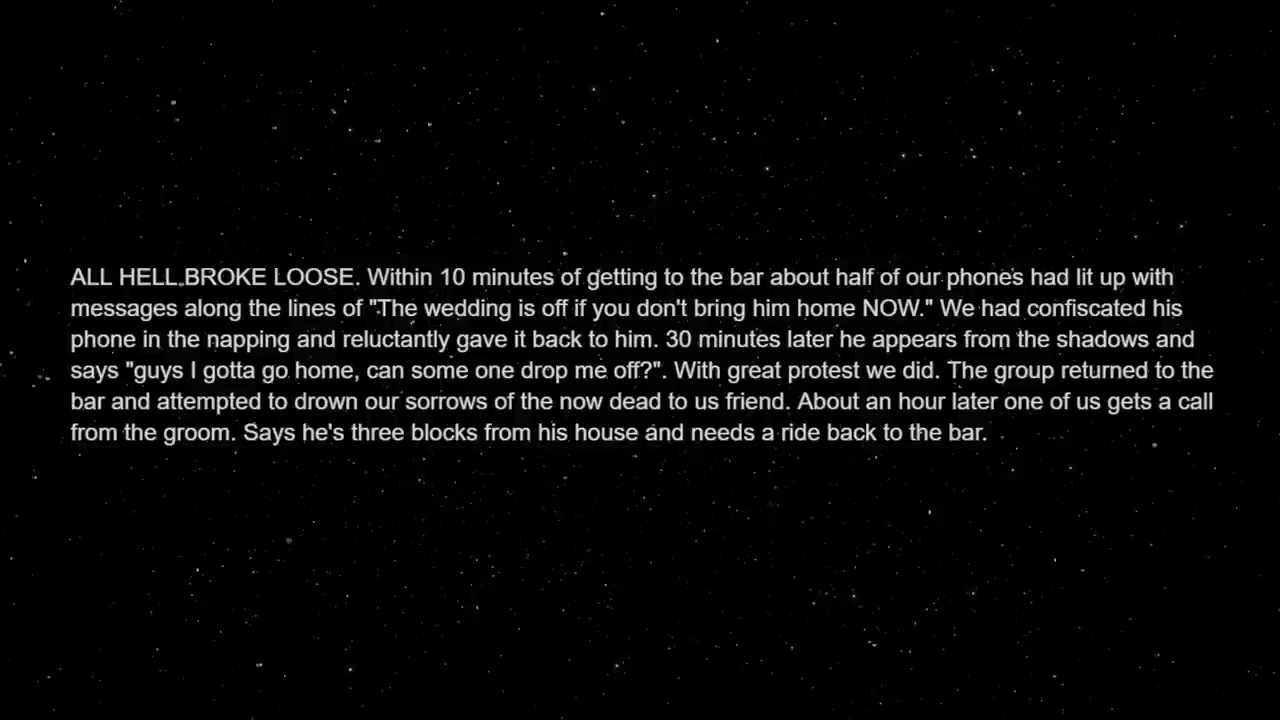 ALL HELL BROKE LOOSE. Within 10 minutes of getting to the bar about half of our phones had lit up with
messages along the lines of "The wedding is off if you don't bring him home NOW." We had confiscated his
phone in the napping and reluctantly gave it back to him. 30 minutes later he appears from the shadows and
says "guys I gotta go home, can some one drop me off?". With great protest we did. The group returned to the
bar and attempted to drown our sorrows of the now dead to us friend. About an hour later one of us gets a call
from the groom. Says he's three blocks from his house and needs a ride back to the bar.